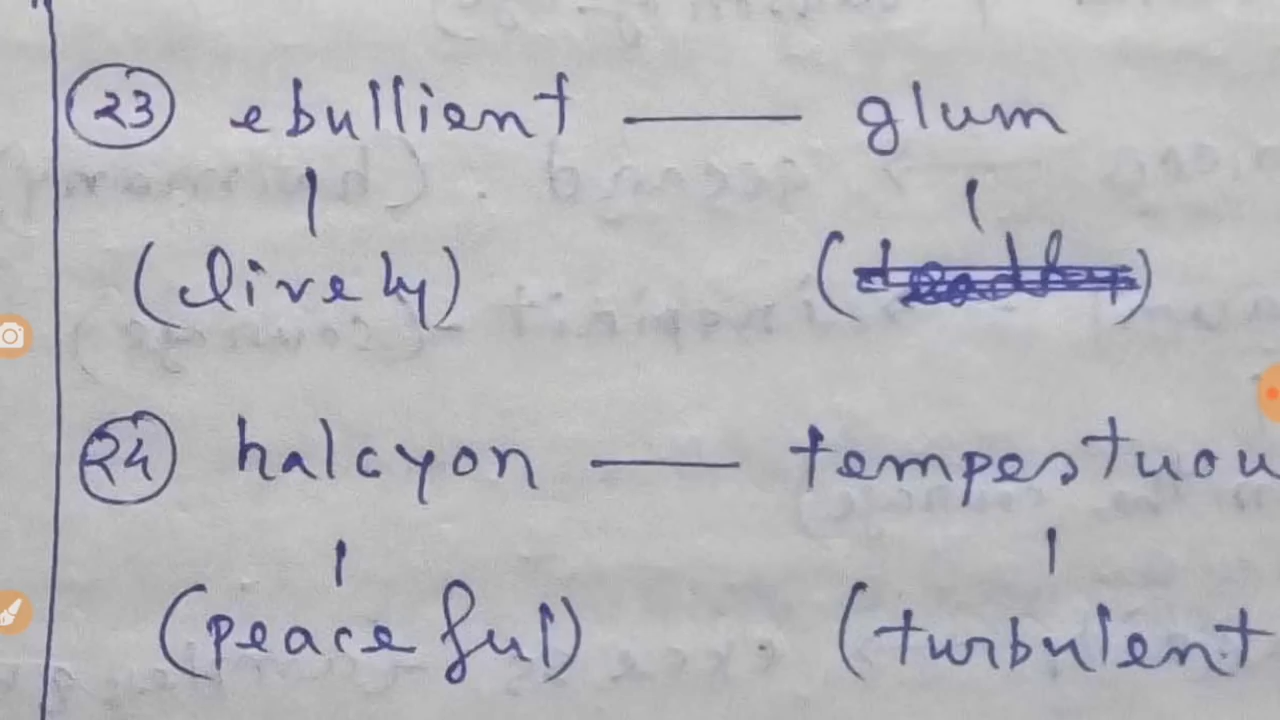 23 ebullient — glum
(lively) ( )
24 halcyon — tempestuou
(peaceful) (turbulent